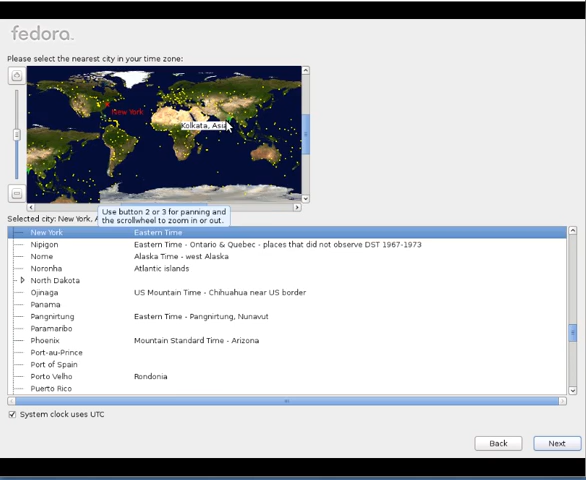 fedora.
Please select the nearest city in your time zone:
New York
Kolkata, Asi
Use button 2 or 3 for panning and
the scrollwheel to zoom in or out.
Selected city: New York, A
New York Eastern Time
Nipigon Eastern Time - Ontario & Quebec - places that did not observe DST 1967-1973
Nome Alaska Time - west Alaska
Noronha Atlantic islands
North Dakota
Ojinaga US Mountain Time - Chihuahua near US border
Panama
Pangnirtung Eastern Time - Pangnirtung, Nunavut
Paramaribo
Phoenix Mountain Standard Time - Arizona
Port-au-Prince
Port of Spain
Porto Velho Rondonia
Puerto Rico
System clock uses UTC
Back Next